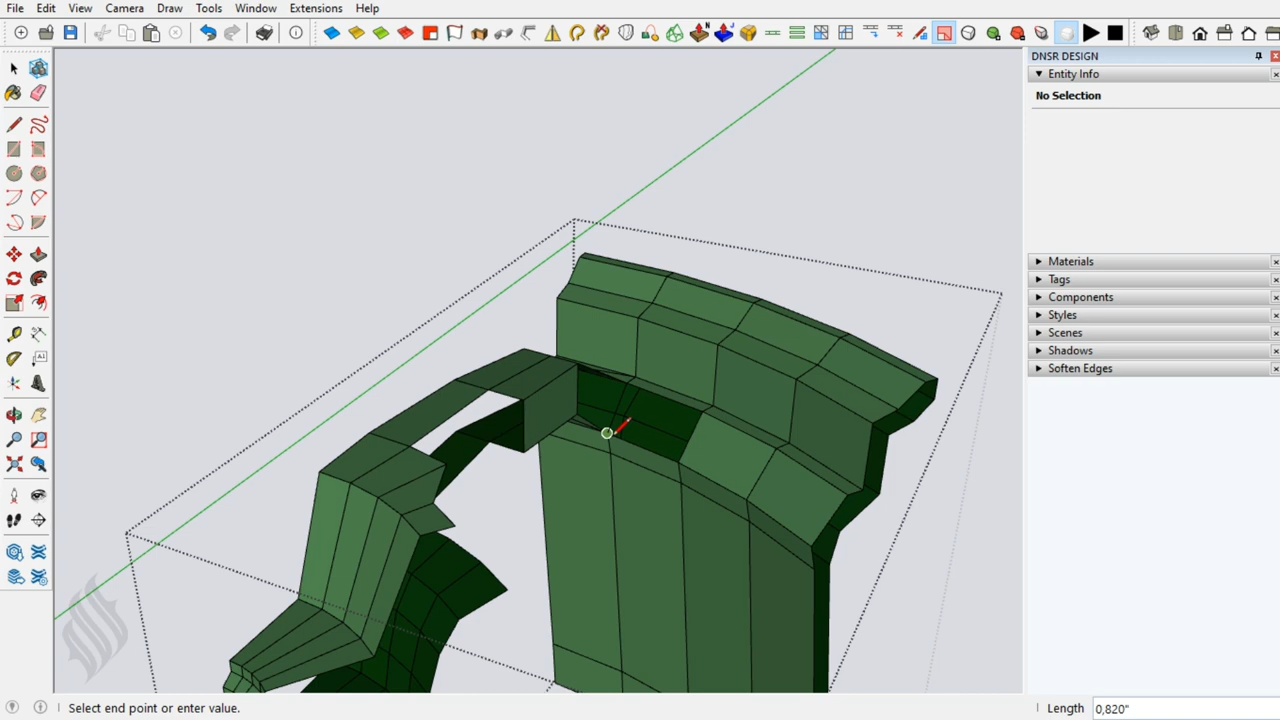 File Edit View Camera Draw Tools Window Extensions Help
DNSR DESIGN
Entity Info
No Selection
Materials
Tags
Components
Styles
Scenes
Shadows
Soften Edges
Select end point or enter value.
Length 0,820"